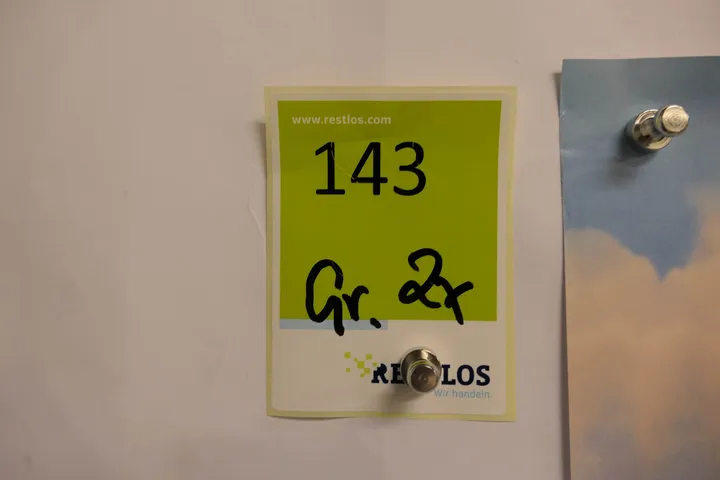 www.restlos.com
143
Gr. 2x
RESTLOS
Wir handeln.